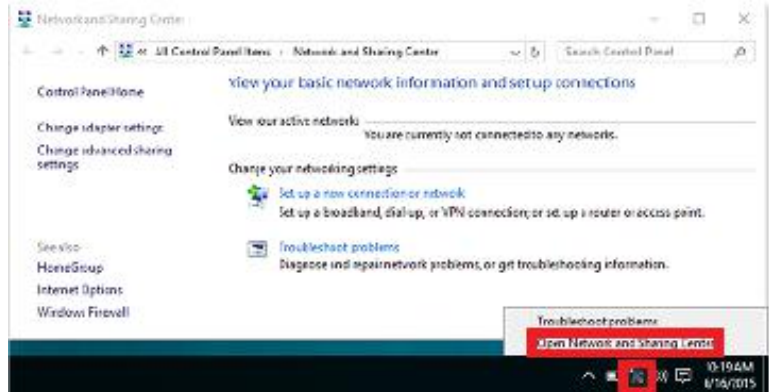 Network and Sharing Center
« All Control Panel Items › Network and Sharing Center
Search Control Panel
Control Panel Home
View your basic network information and set up connections
Change adapter settings
View your active networks
You are currently not connected to any networks.
Change advanced sharing
settings
Change your networking settings
Set up a new connection or network
Set up a broadband, dial-up, or VPN connection; or set up a router or access point.
See also
Troubleshoot problems
HomeGroup
Diagnose and repair network problems, or get troubleshooting information.
Internet Options
Windows Firewall
Troubleshoot problems
Open Network and Sharing Center
10:19 AM
6/16/2015